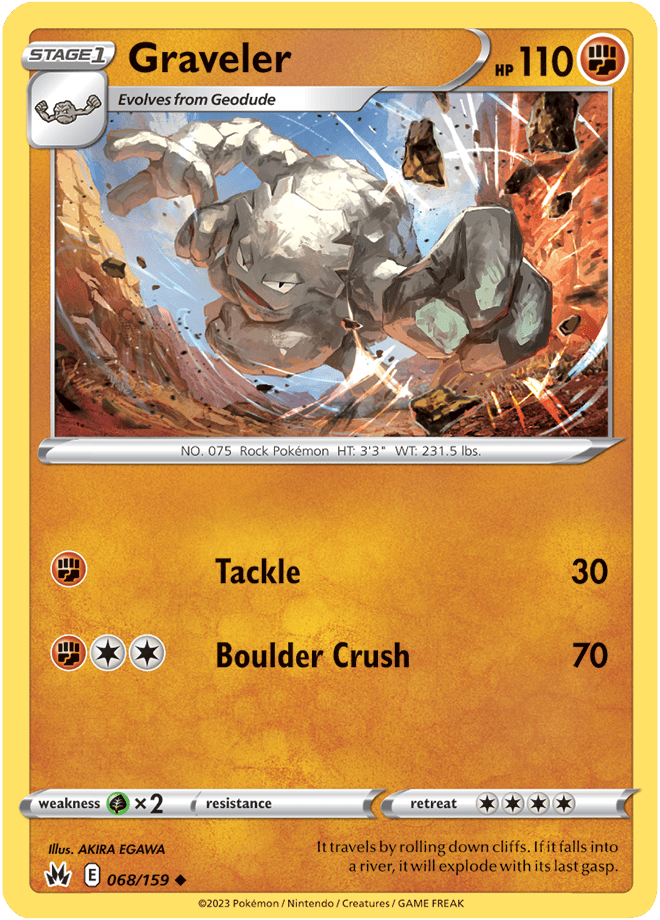 STAGE 1
Graveler
HP 110
Evolves from Geodude
NO. 075 Rock Pokémon HT: 3'3" WT: 231.5 lbs.
Tackle 30
Boulder Crush 70
weakness ×2 resistance retreat
Illus. AKIRA EGAWA
It travels by rolling down cliffs. If it falls into
a river, it will explode with its last gasp.
E 068/159
©2023 Pokémon / Nintendo / Creatures / GAME FREAK